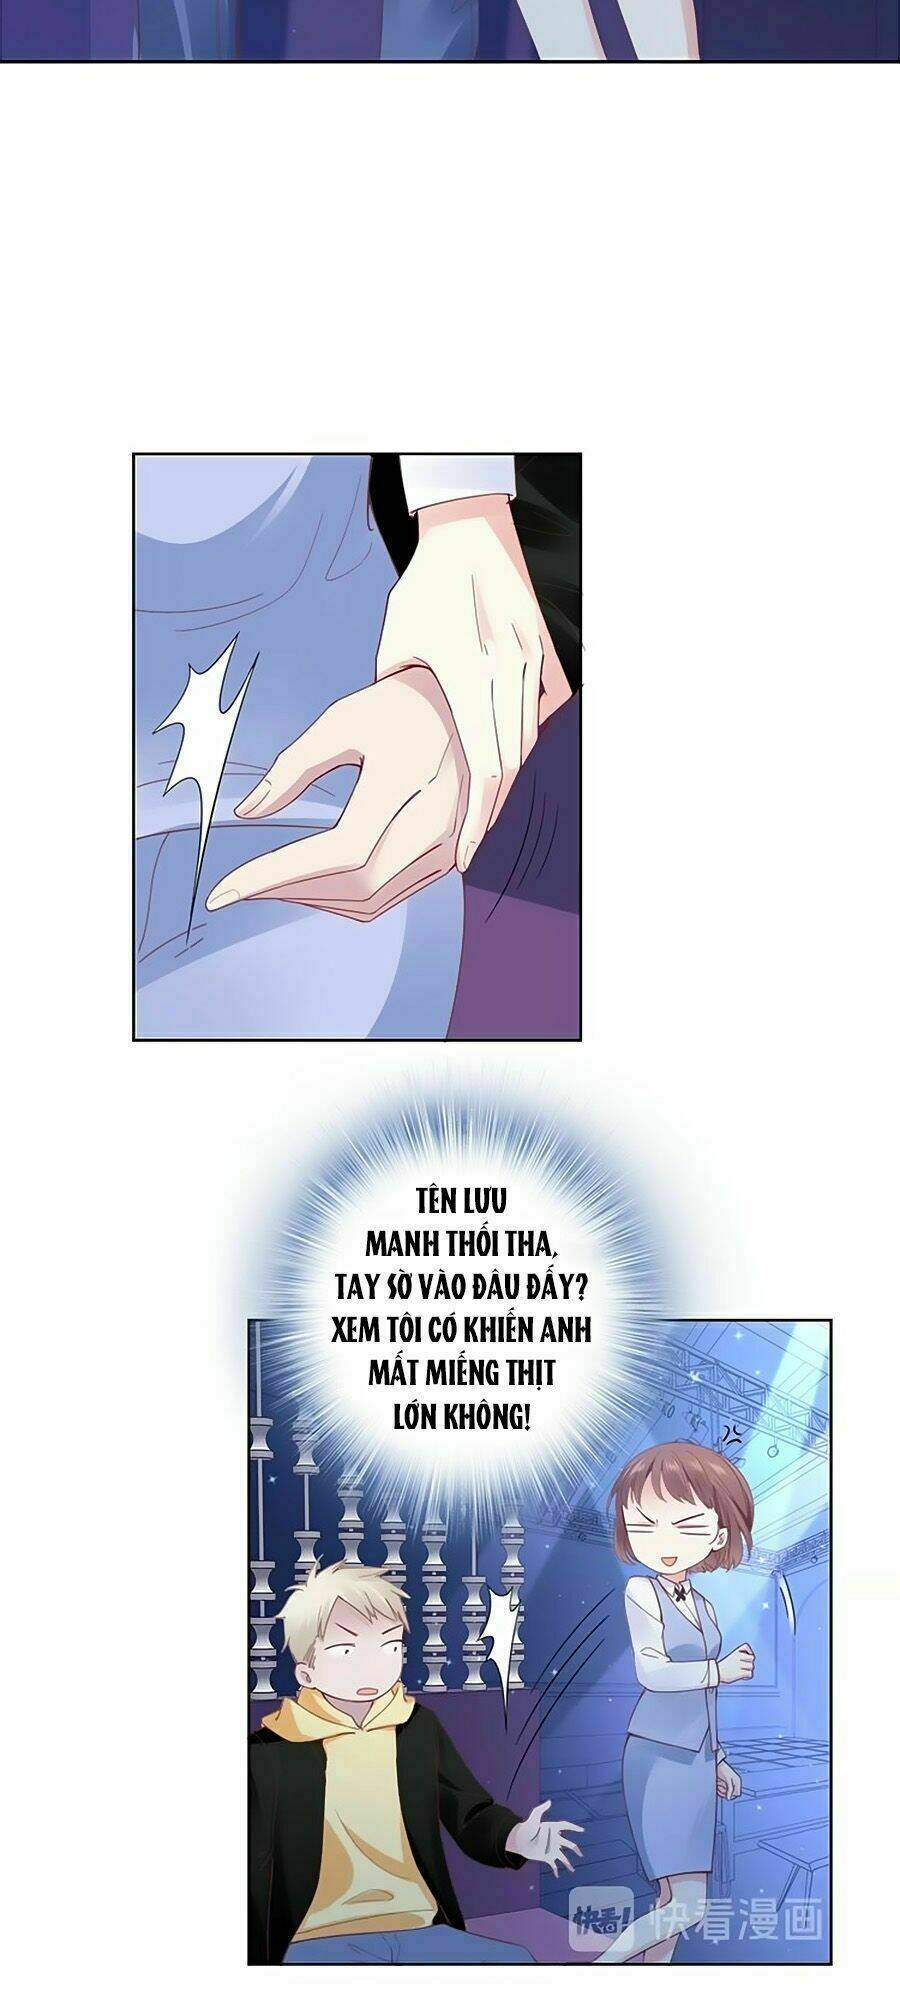 TÊN LƯU
MANH THỐI THA,
TAY SỜ VÀO ĐÂU ĐẤY?
XEM TÔI CÓ KHIẾN ANH
MẤT MIẾNG THỊT
LỚN KHÔNG!
快看! 快看漫画